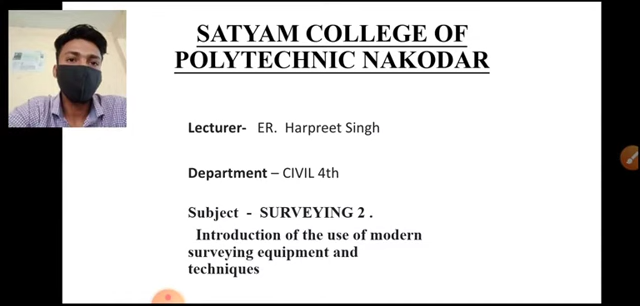 SATYAM COLLEGE OF
POLYTECHNIC NAKODAR
Lecturer- ER. Harpreet Singh
Department – CIVIL 4th
Subject - SURVEYING 2 .
Introduction of the use of modern
surveying equipment and
techniques